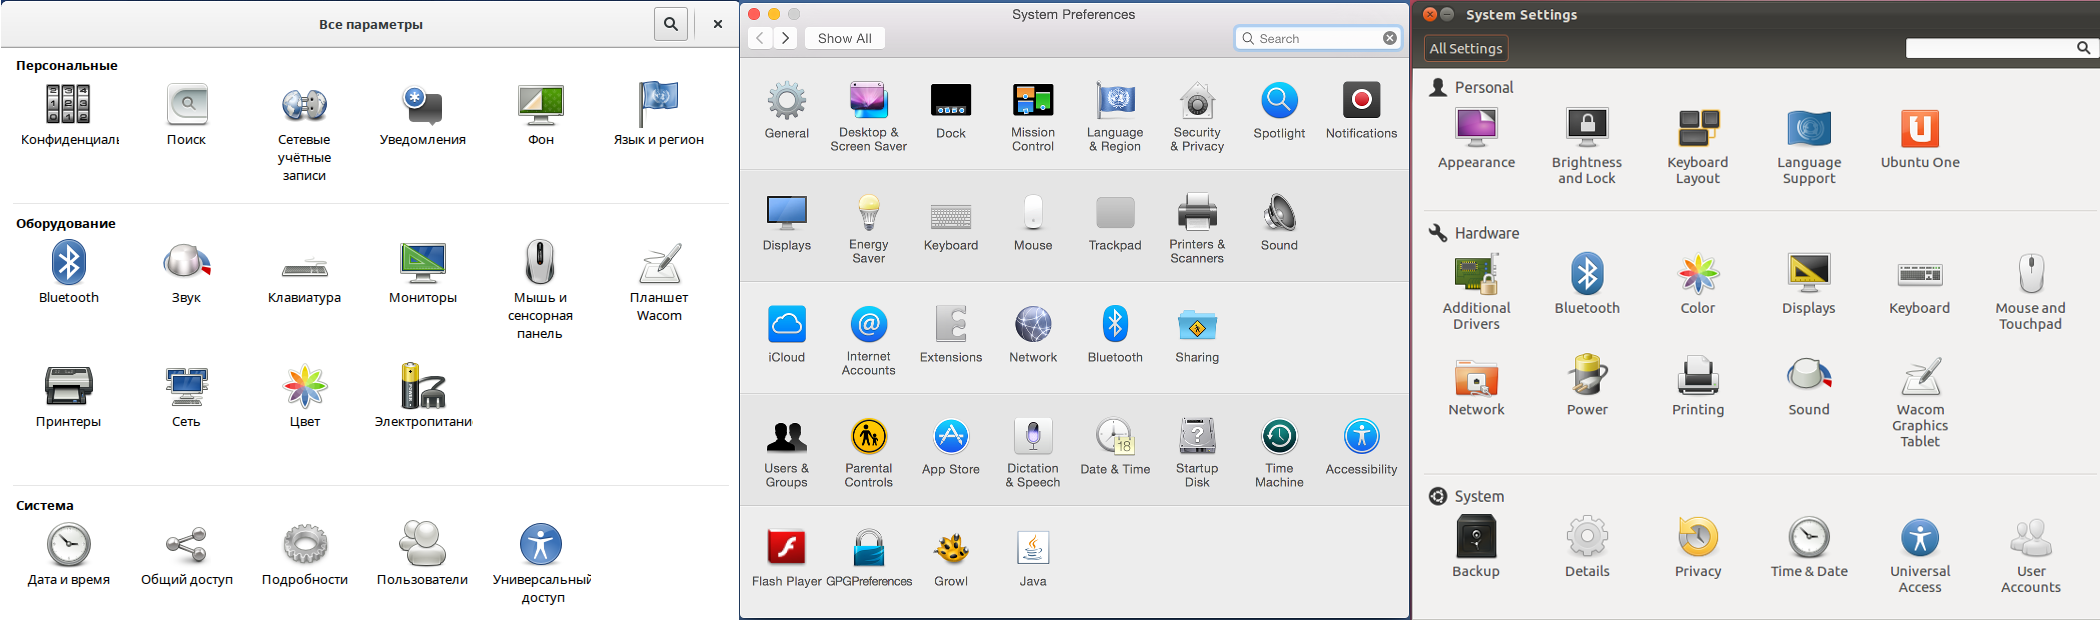 Все параметры
Персональные
Конфиденциаль
Поиск
Сетевые
учётные
записи
Уведомления
Фон
Язык и регион
Оборудование
Bluetooth
Звук
Клавиатура
Мониторы
Мышь и
сенсорная
панель
Планшет
Wacom
Принтеры
Сеть
Цвет
Электропитани
Система
Дата и время
Общий доступ
Подробности
Пользователи
Универсальный
доступ
System Preferences
Show All
Search
General
Desktop &
Screen Saver
Dock
Mission
Control
Language
& Region
Security
& Privacy
Spotlight
Notifications
Displays
Energy
Saver
Keyboard
Mouse
Trackpad
Printers &
Scanners
Sound
iCloud
Internet
Accounts
Extensions
Network
Bluetooth
Sharing
Users &
Groups
Parental
Controls
App Store
Dictation
& Speech
18
Date & Time
Startup
Disk
Time
Machine
Accessibility
Flash Player
GPGPreferences
Growl
Java
System Settings
All Settings
Personal
Appearance
Brightness
and Lock
Keyboard
Layout
Language
Support
Ubuntu One
Hardware
Additional
Drivers
Bluetooth
Color
Displays
Keyboard
Mouse and
Touchpad
Network
Power
Printing
Sound
Wacom
Graphics
Tablet
System
Backup
Details
Privacy
Time & Date
Universal
Access
User
Accounts